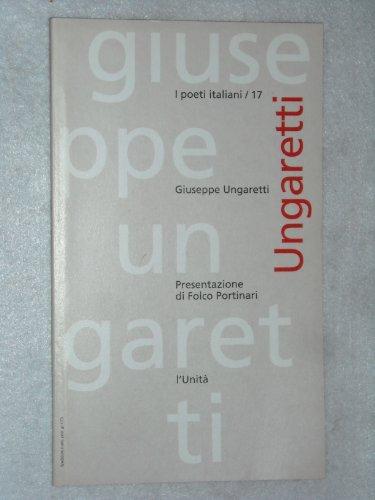 giuse
ppe
un
garet
ti
I poeti italiani / 17
Giuseppe Ungaretti
Ungaretti
Presentazione
di Folco Portinari
l'Unità